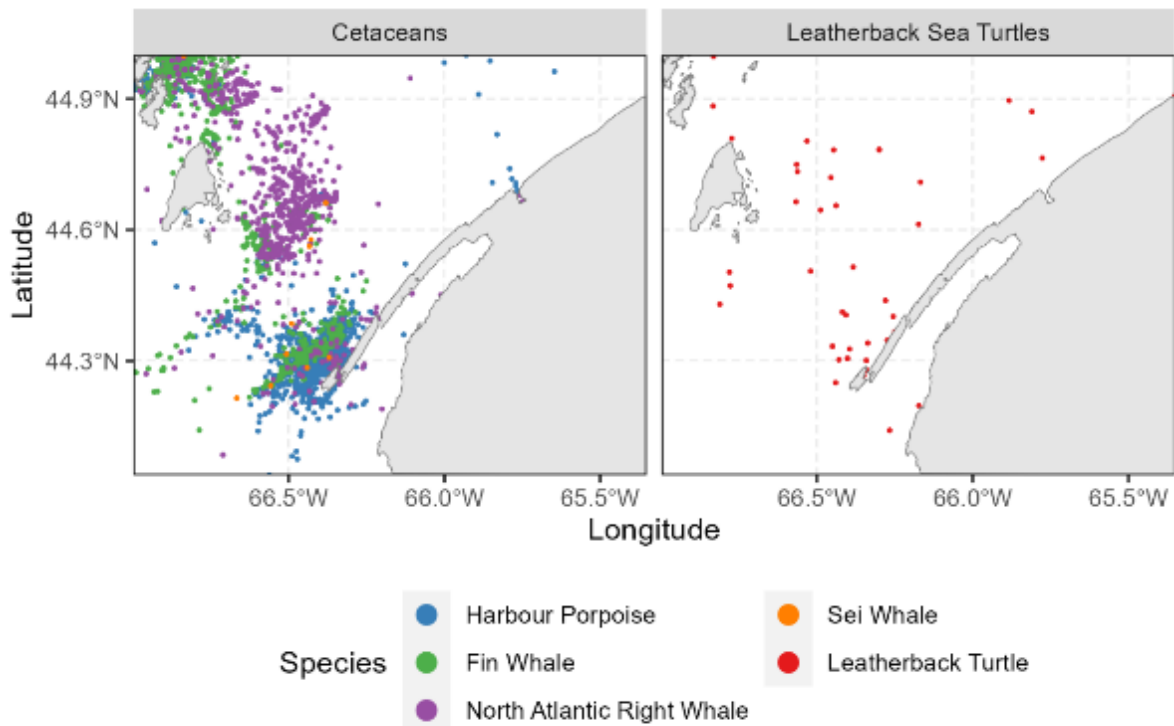 Cetaceans
Leatherback Sea Turtles
44.9°N
44.6°N
44.3°N
Latitude
66.5°W 66.0°W 65.5°W 66.5°W 66.0°W 65.5°W
Longitude
Species
Harbour Porpoise
Fin Whale
North Atlantic Right Whale
Sei Whale
Leatherback Turtle